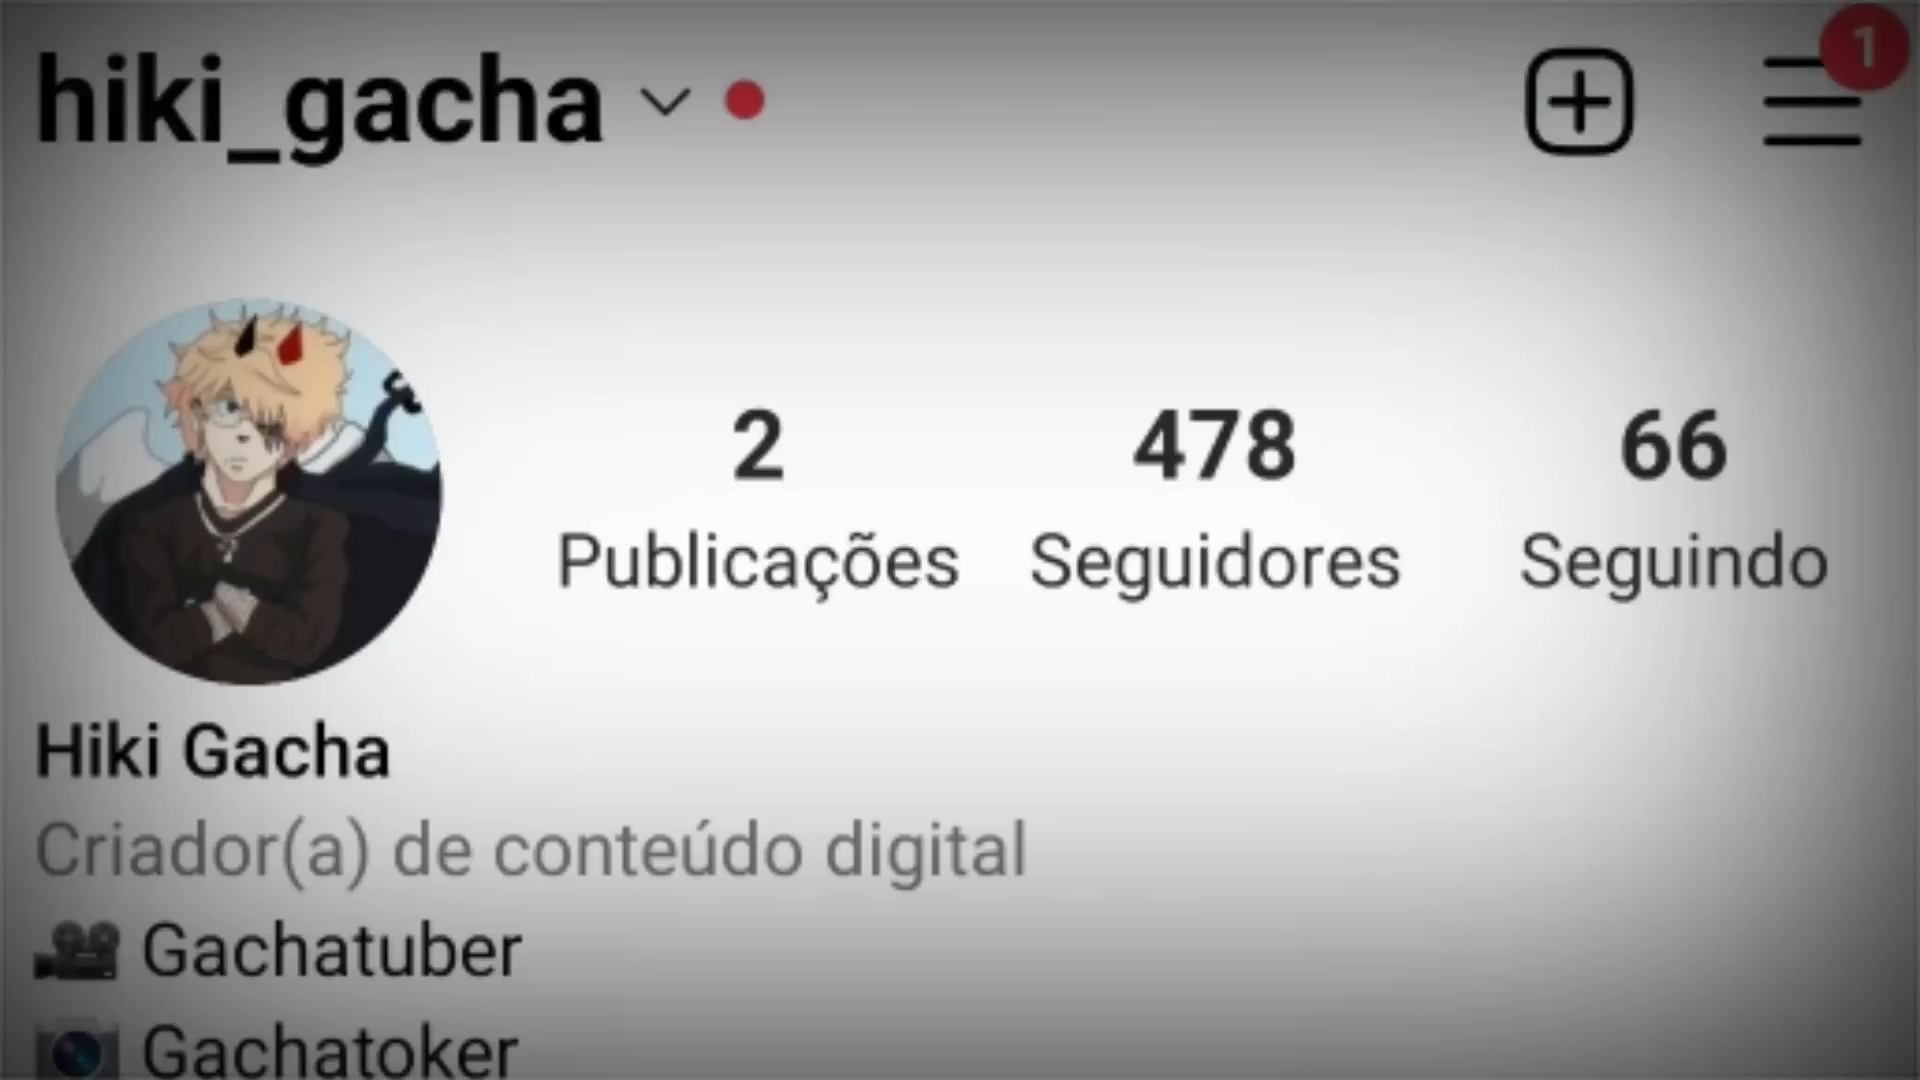 hiki_gacha
1
2 478 66
Publicações Seguidores Seguindo
Hiki Gacha
Criador(a) de conteúdo digital
🎥 Gachatuber
📷 Gachatoker